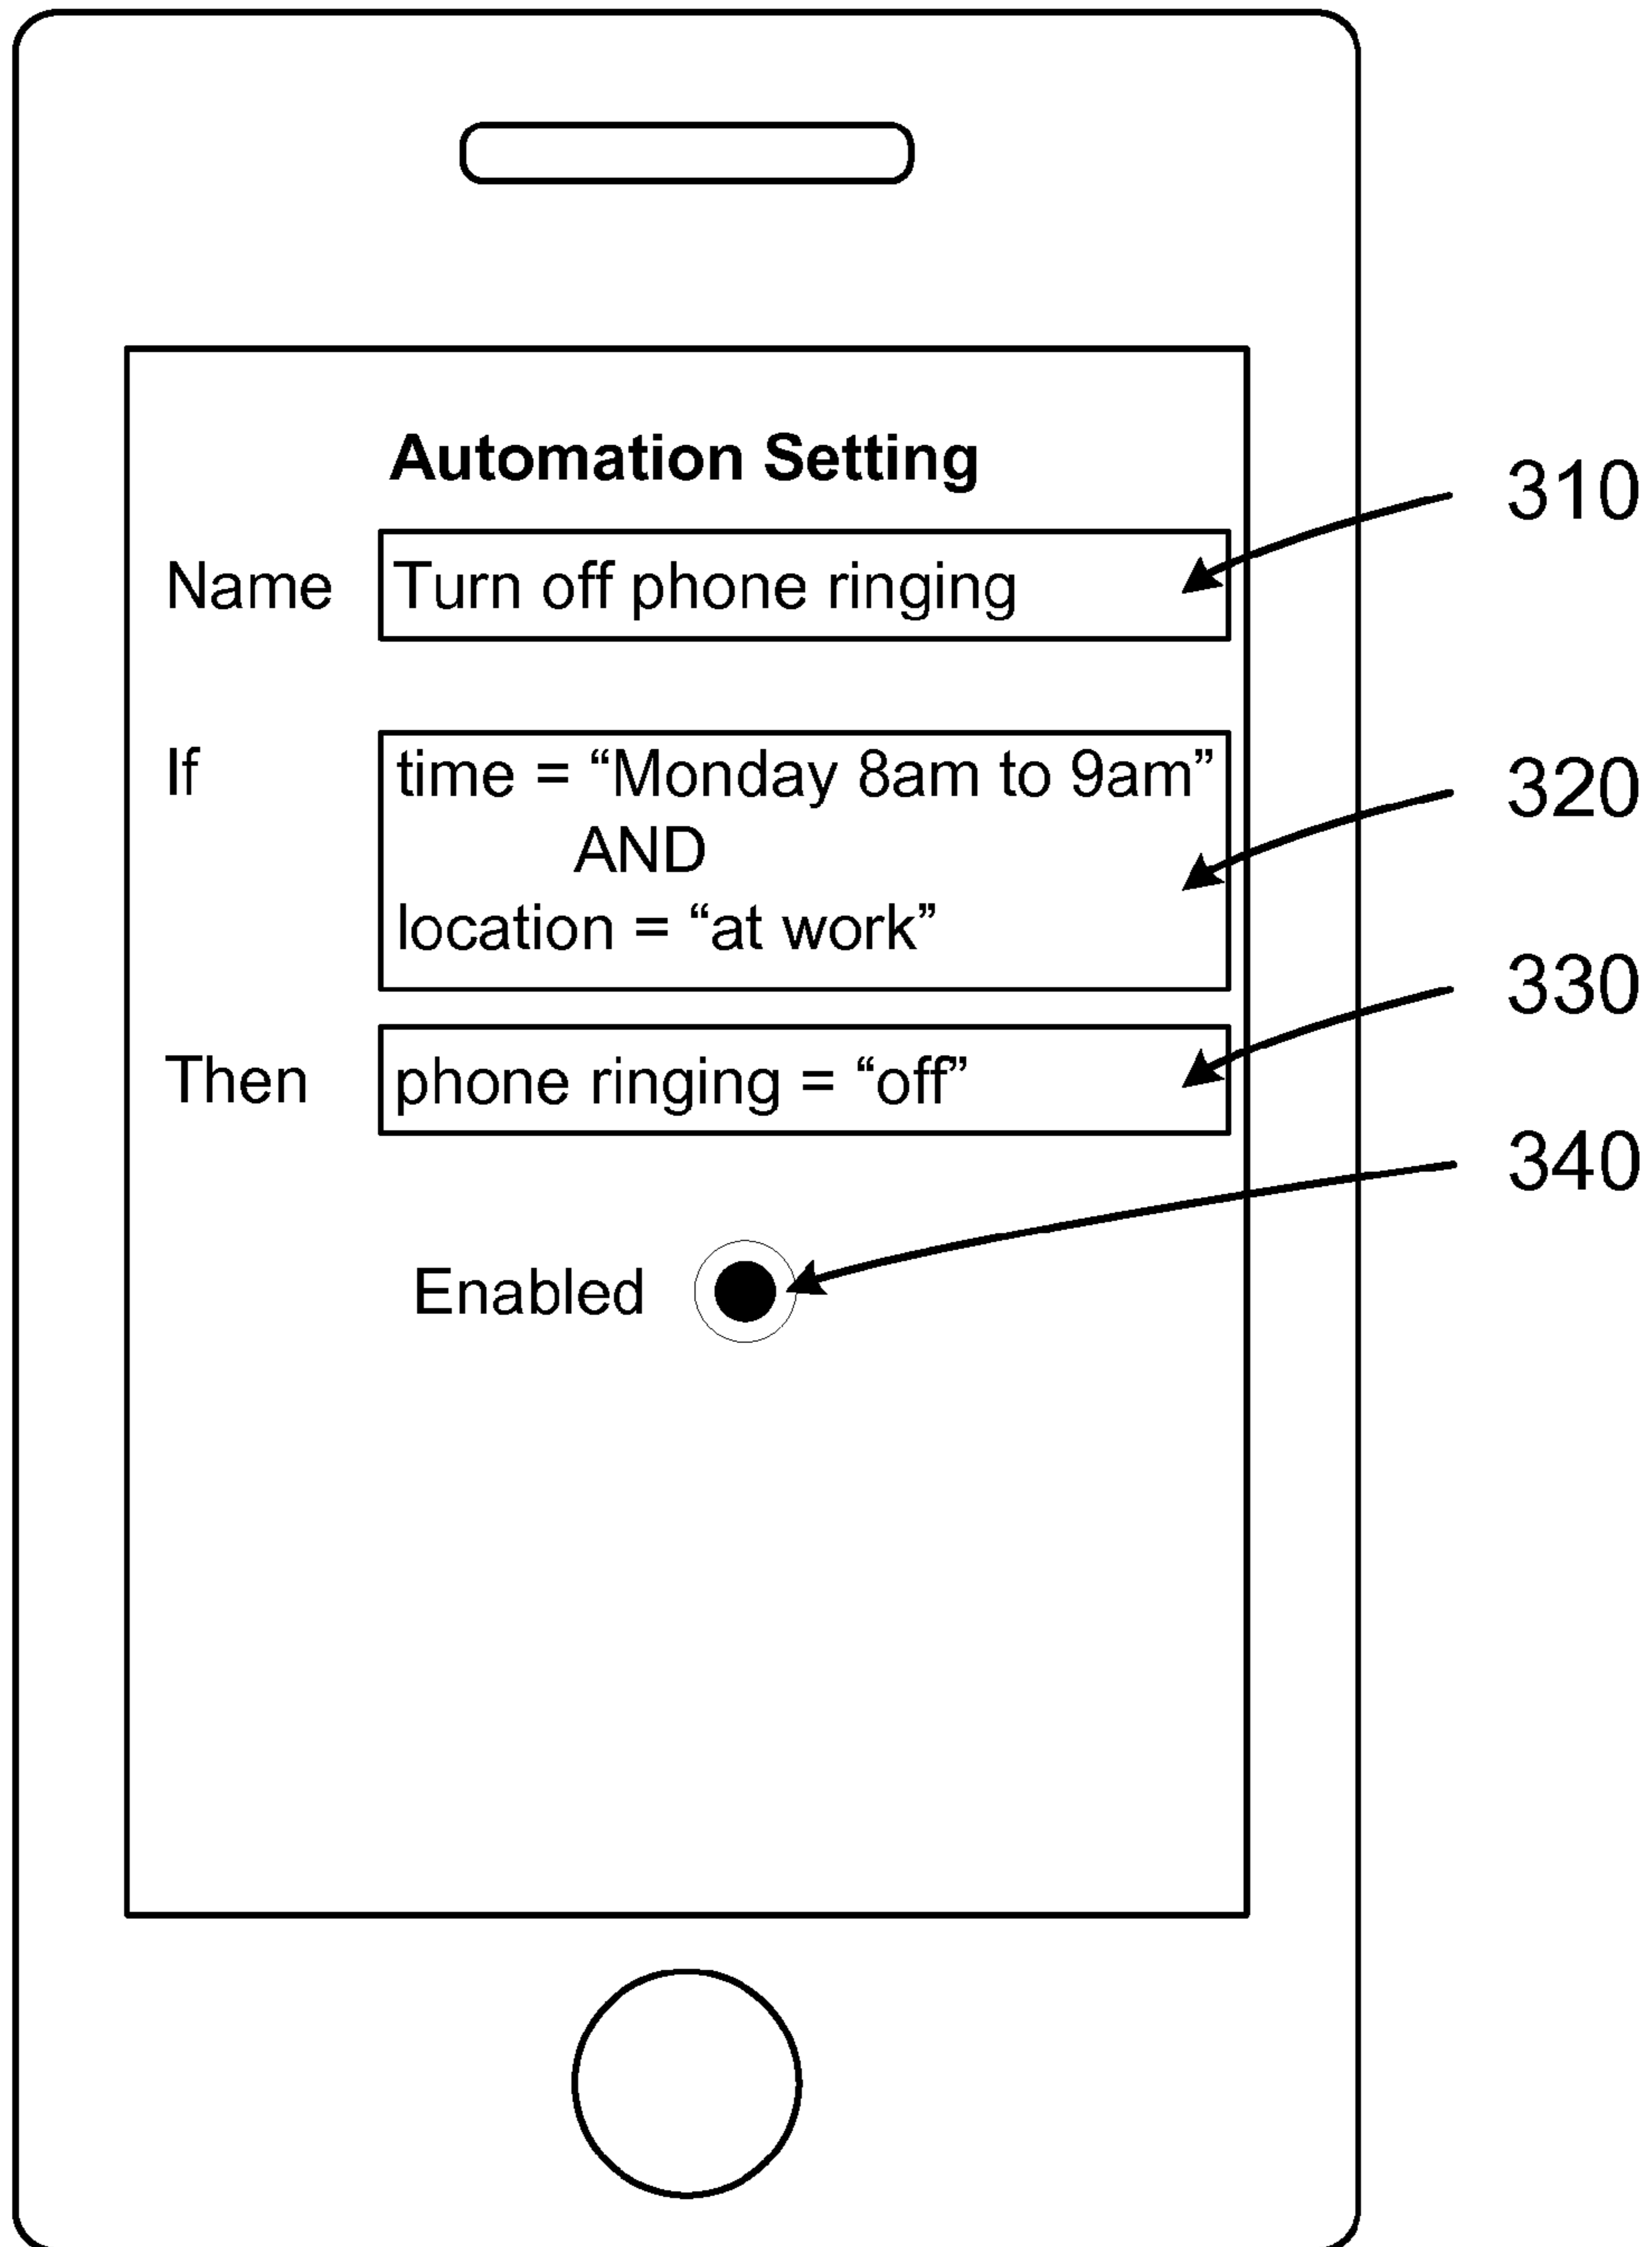 Automation Setting
310
Name Turn off phone ringing
If time = “Monday 8am to 9am”
320
AND
location = “at work”
330
Then phone ringing = “off”
340
Enabled